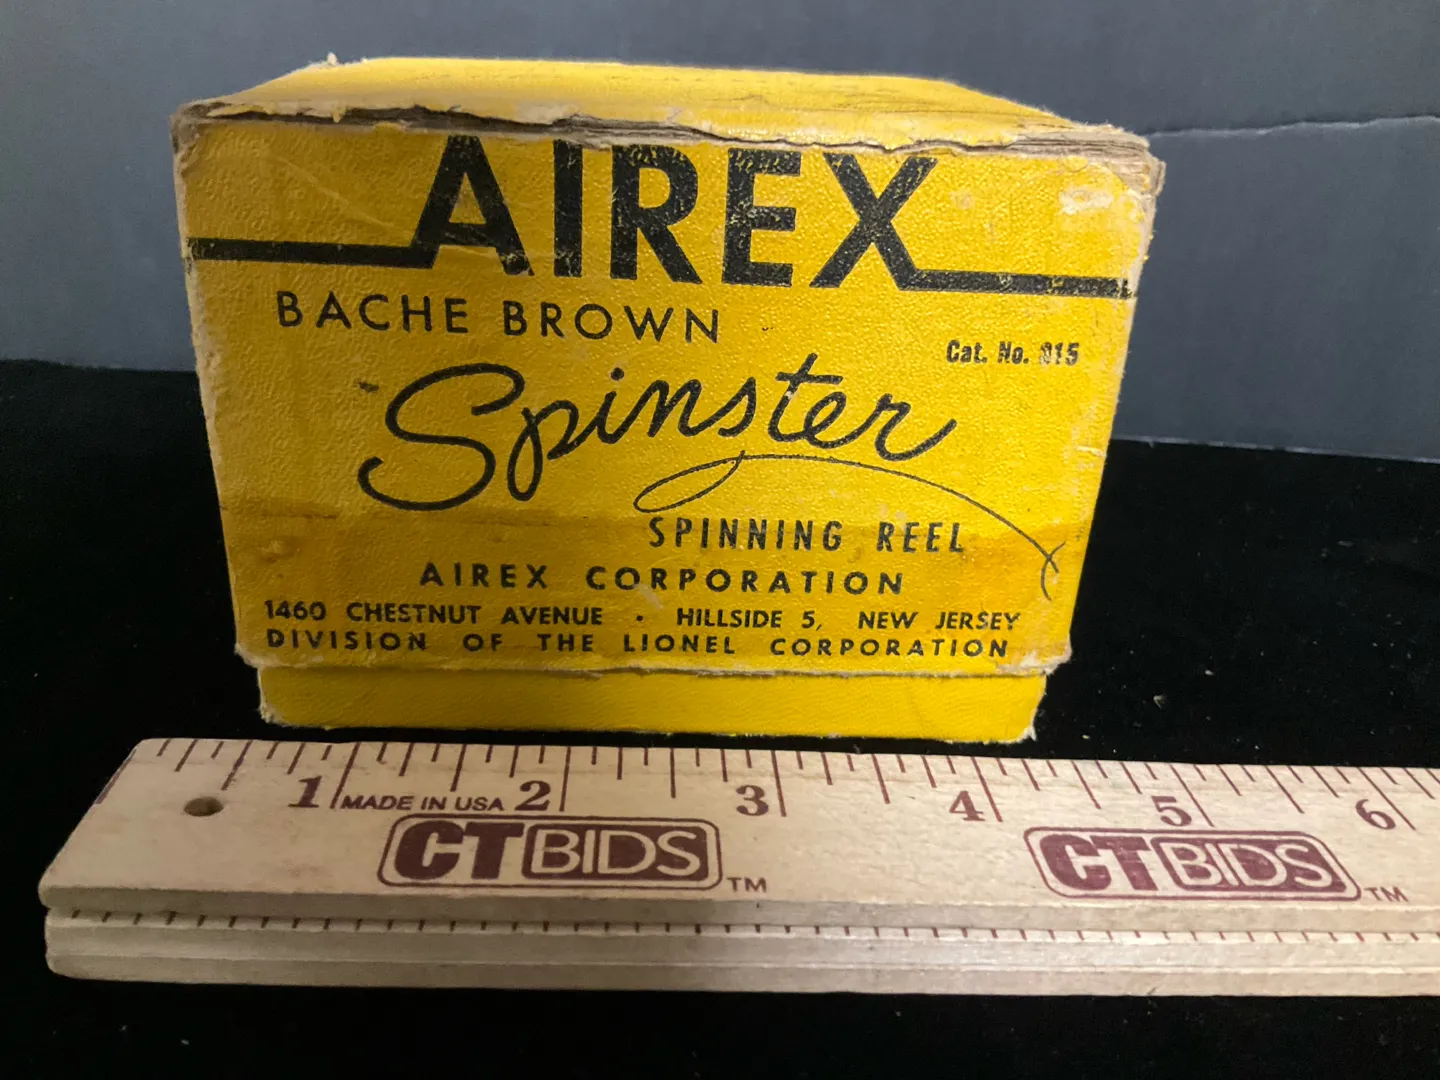 AIREX
BACHE BROWN
Cat. No. 815
Spinster
SPINNING REEL
AIREX CORPORATION
1460 CHESTNUT AVENUE · HILLSIDE 5, NEW JERSEY
DIVISION OF THE LIONEL CORPORATION
1 MADE IN USA 2 3 4 5 6
CTBIDS TM CTBIDS TM